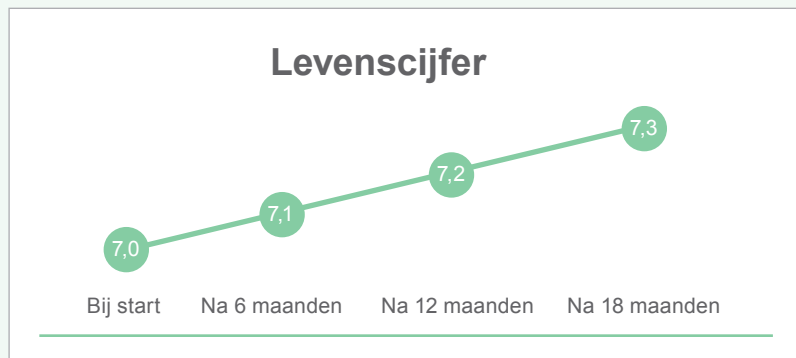 Levenscijfer
7,3
7,2
7,1
7,0
Bij start Na 6 maanden Na 12 maanden Na 18 maanden